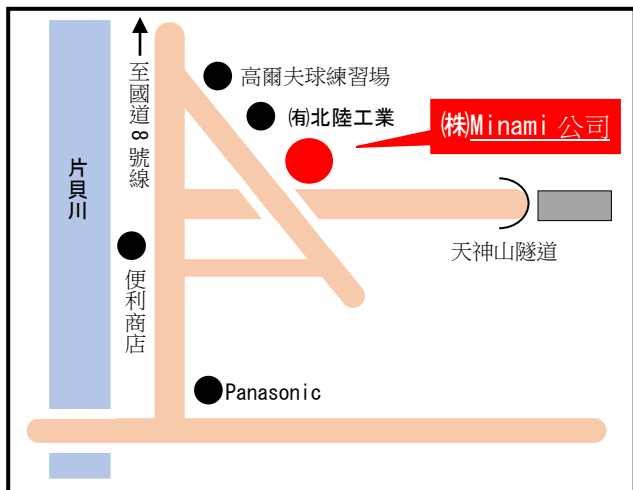 至國道8號線
高爾夫球練習場
㈲北陸工業
㈱Minami 公司
片貝川
天神山隧道
便利商店
Panasonic